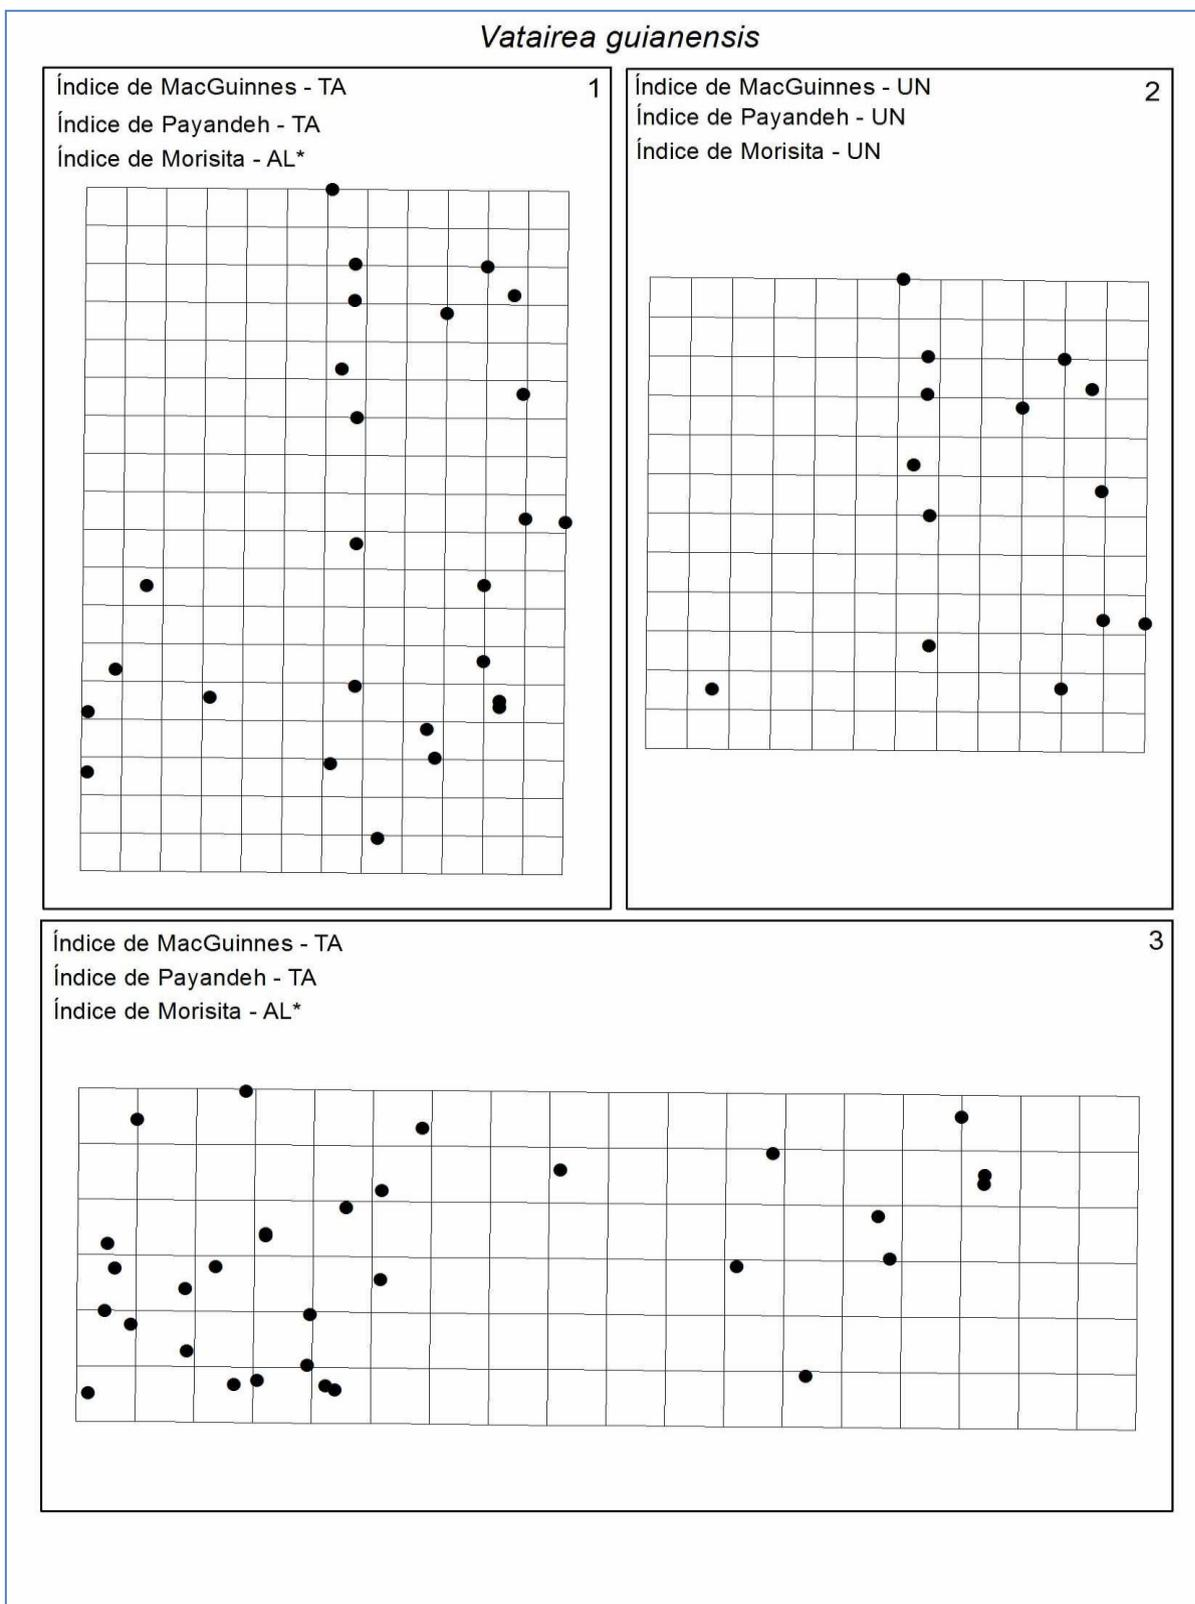 Vatairea guianensis
Índice de MacGuinnes - TA
1
Índice de Payandeh - TA
Índice de Morisita - AL*
Índice de MacGuinnes - UN
2
Índice de Payandeh - UN
Índice de Morisita - UN
Índice de MacGuinnes - TA
3
Índice de Payandeh - TA
Índice de Morisita - AL*